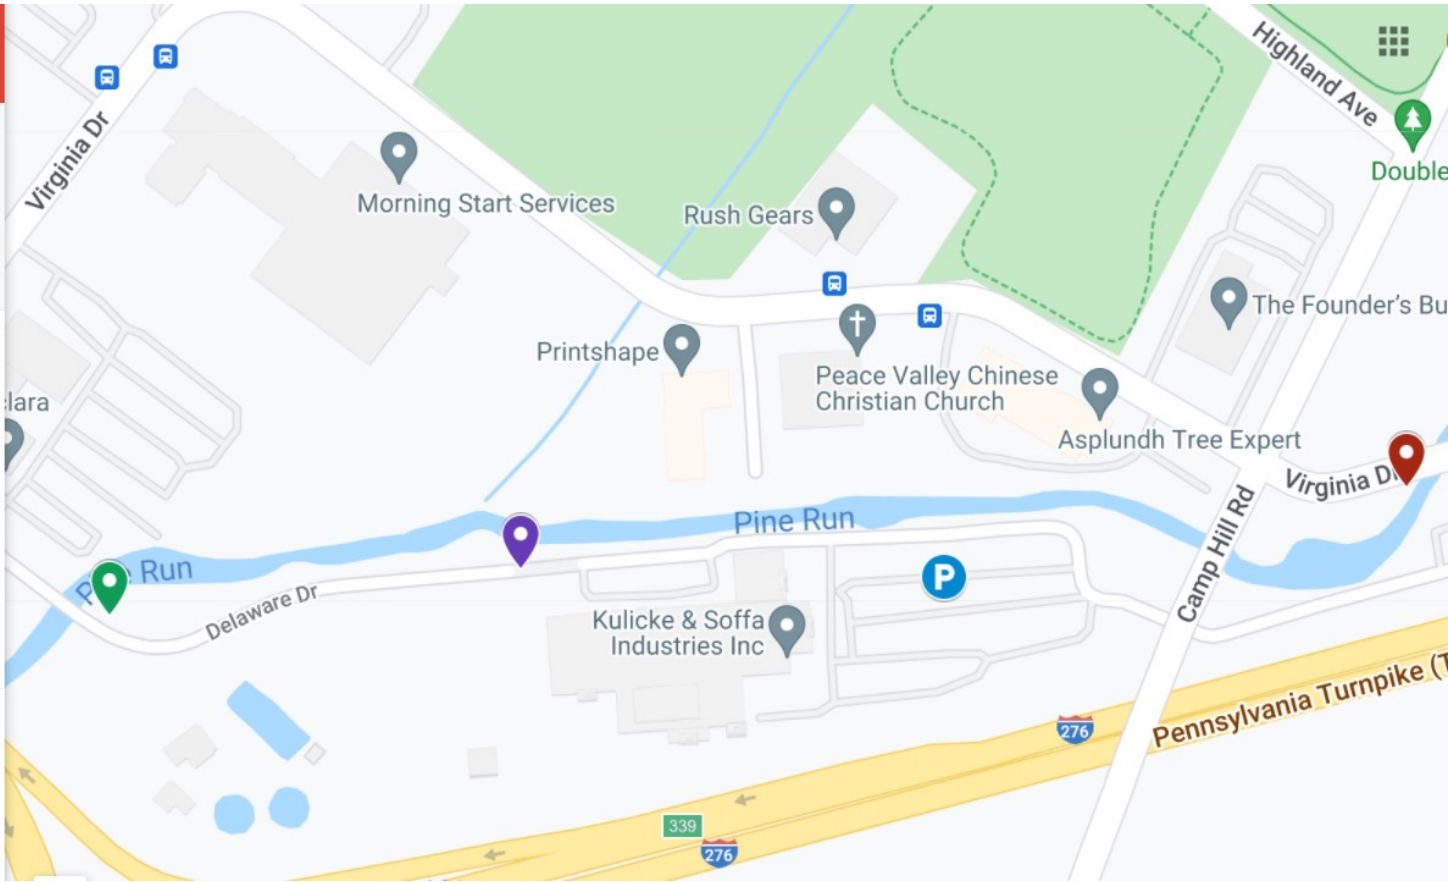 Highland Ave
Virginia Dr
Double
Morning Start Services
Rush Gears
The Founder's Bu
Printshape
Peace Valley Chinese
Christian Church
lara
Asplundh Tree Expert
Virginia D
Camp Hill Rd
Pine Run
Run
P
Delaware Dr
Kulicke & Soffa
Industries Inc
Pennsylvania Turnpike (T
276
339
276